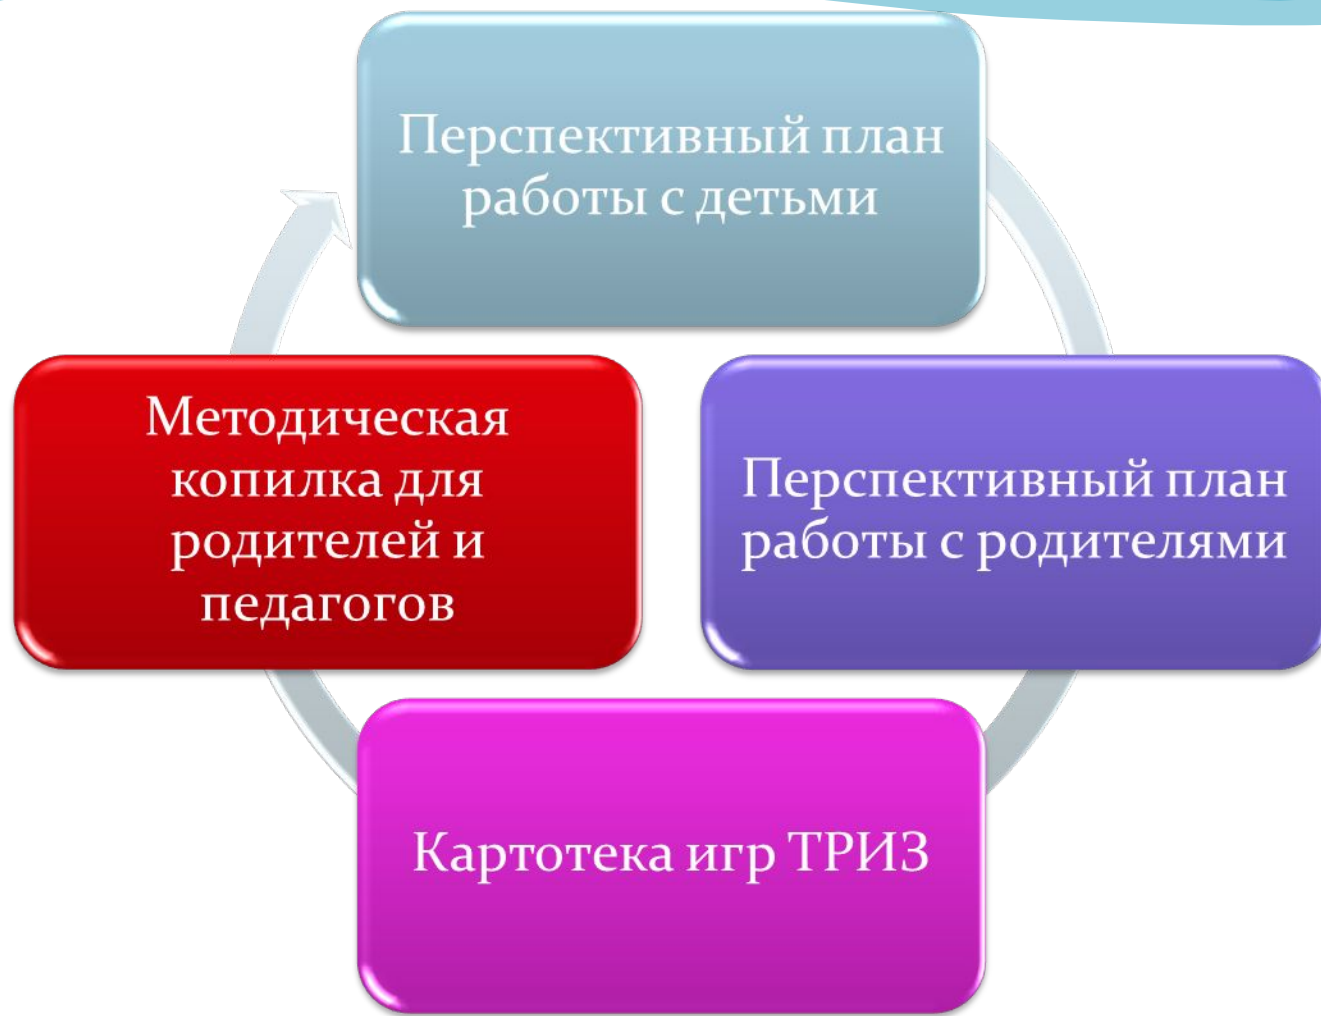 Перспективный план
работы с детьми
Перспективный план
работы с родителями
Картотека игр ТРИЗ
Методическая
копилка для
родителей и
педагогов